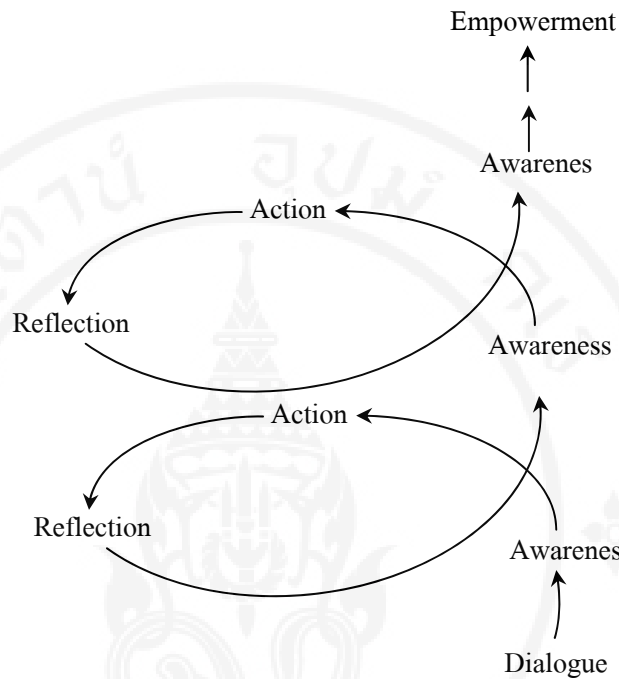 Empowerment
Awarenes
Action
Reflection
Awareness
Action
Reflection
Awarenes
Dialogue